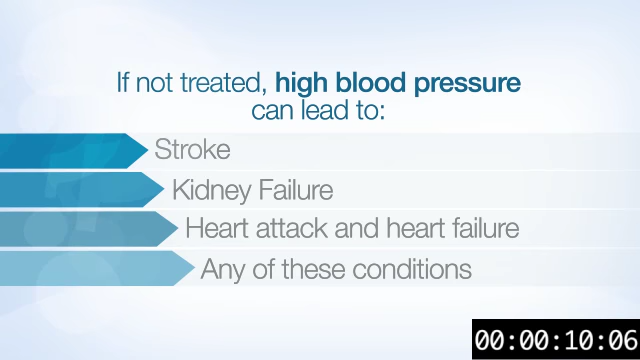 If not treated, high blood pressure
can lead to:
Stroke
Kidney Failure
Heart attack and heart failure
Any of these conditions
00:00:10:06